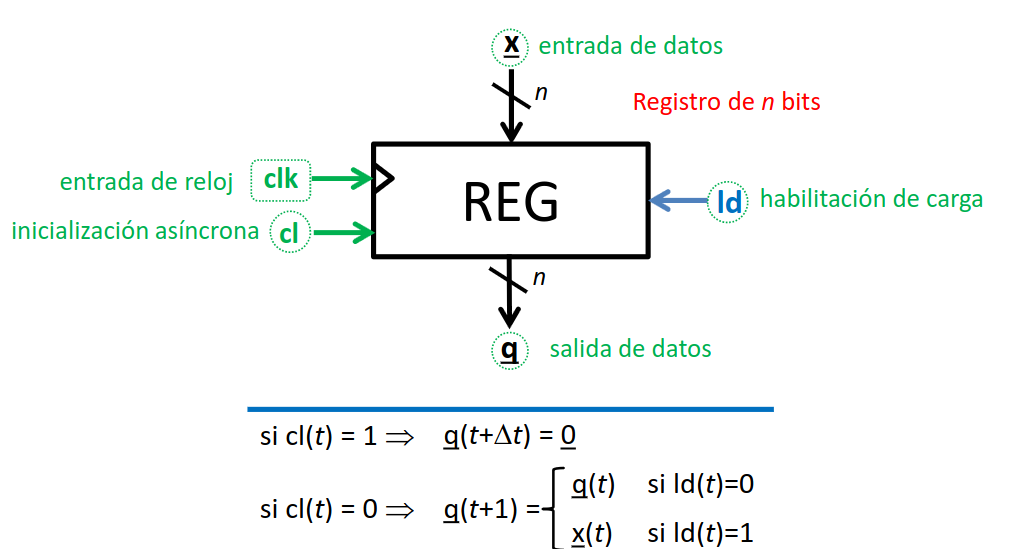 x entrada de datos
n
Registro de n bits
entrada de reloj clk
REG
ld habilitación de carga
inicialización asíncrona cl
n
q salida de datos
si cl(t) = 1 ⇒ q(t+Δt) = 0
si cl(t) = 0 ⇒ q(t+1) =
q(t) si ld(t)=0
x(t) si ld(t)=1